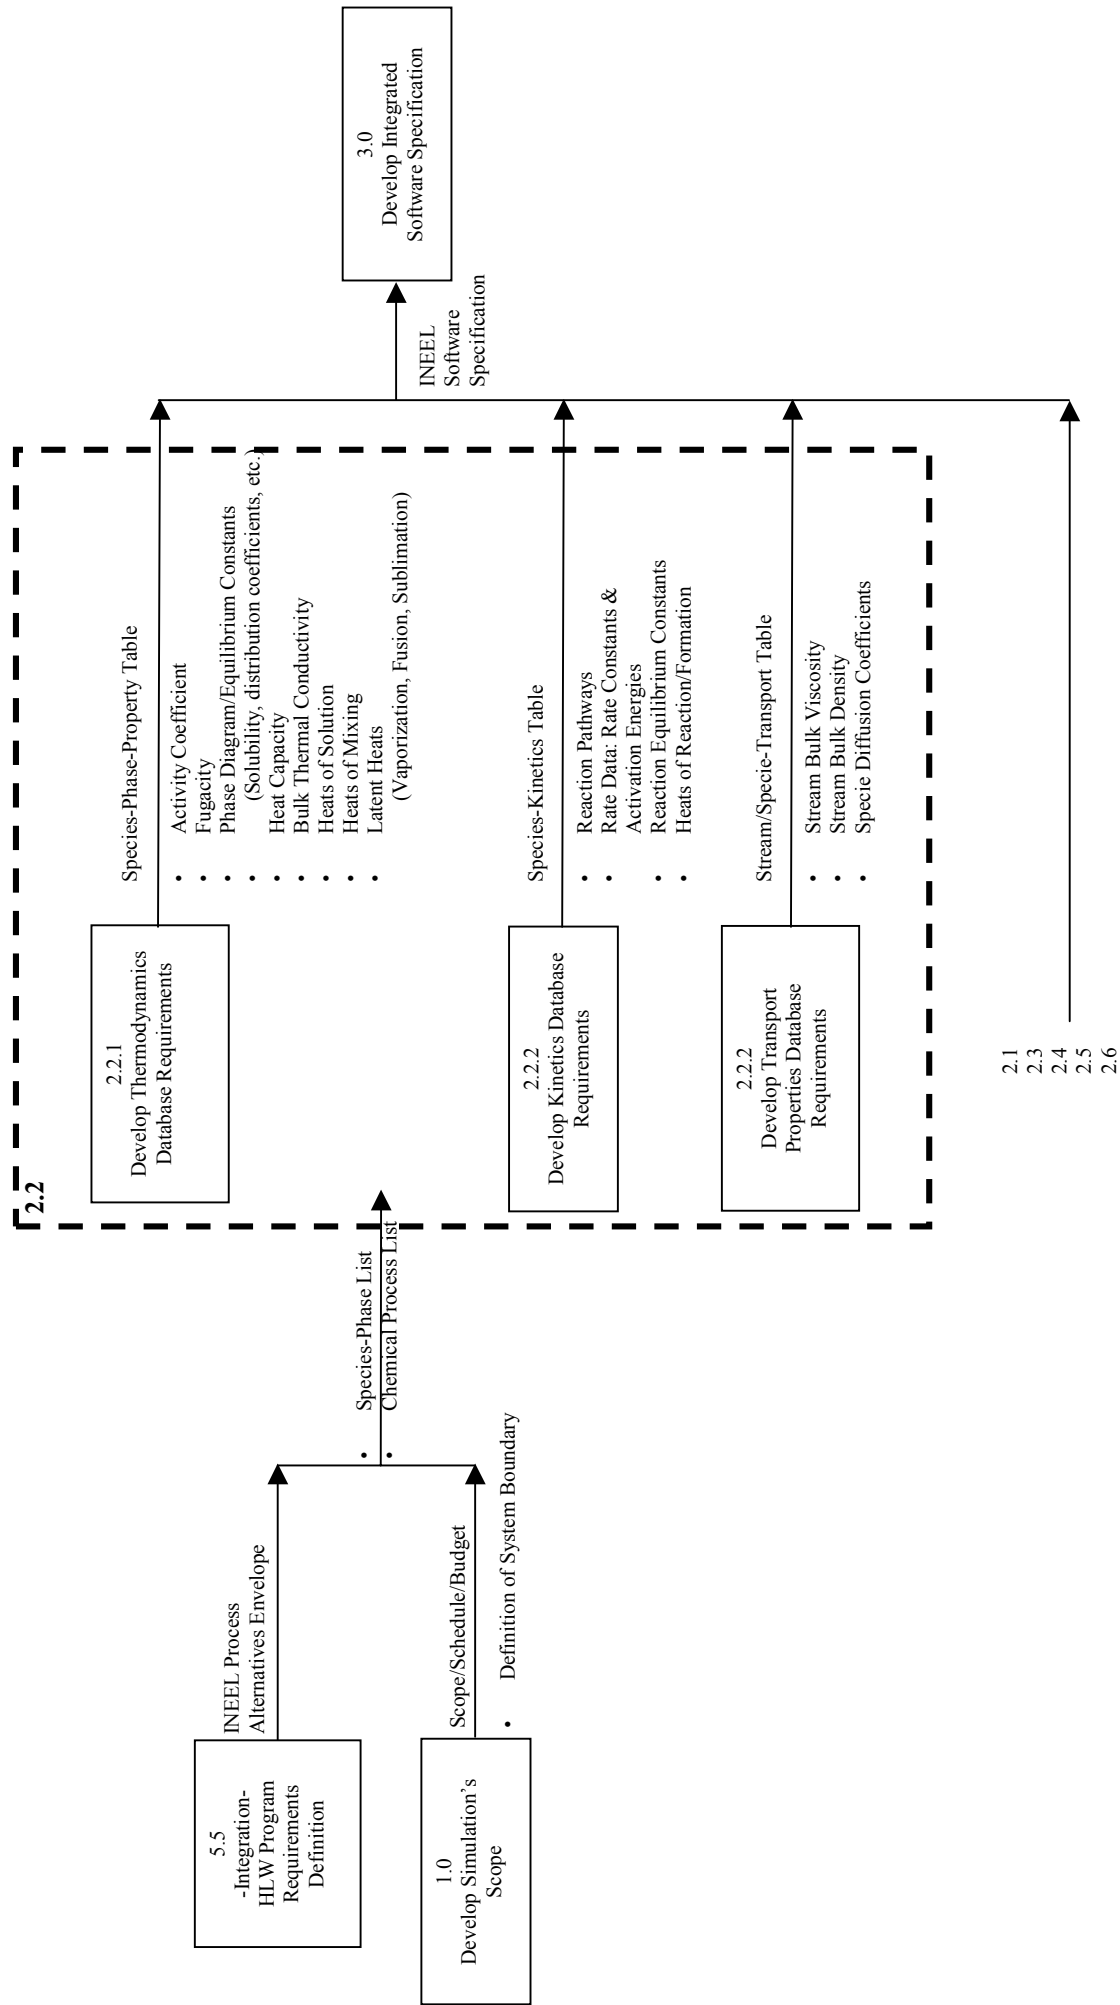 5.5
-Integration-
HLW Program
Requirements
Definition
INEEL Process
Alternatives Envelope
1.0
Develop Simulation’s
Scope
Scope/Schedule/Budget
• Definition of System Boundary
• Species-Phase List
• Chemical Process List
2.2
2.2.1
Develop Thermodynamics
Database Requirements
Species-Phase-Property Table
• Activity Coefficient
• Fugacity
• Phase Diagram/Equilibrium Constants
(Solubility, distribution coefficients, etc.)
• Heat Capacity
• Bulk Thermal Conductivity
• Heats of Solution
• Heats of Mixing
• Latent Heats
(Vaporization, Fusion, Sublimation)
2.2.2
Develop Kinetics Database
Requirements
Species-Kinetics Table
• Reaction Pathways
• Rate Data: Rate Constants &
Activation Energies
• Reaction Equilibrium Constants
• Heats of Reaction/Formation
2.2.2
Develop Transport
Properties Database
Requirements
Stream/Specie-Transport Table
• Stream Bulk Viscosity
• Stream Bulk Density
• Specie Diffusion Coefficients
2.1
2.3
2.4
2.5
2.6
INEEL
Software
Specification
3.0
Develop Integrated
Software Specification